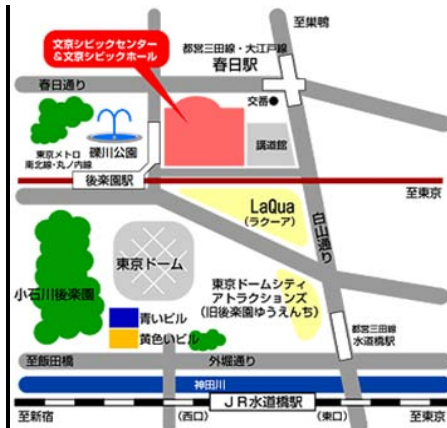 至巣鴨
文京シビックセンター
＆文京シビックホール
都営三田線・大江戸線
春日駅
春日通り
交番●
礫川公園
講道館
東京メトロ
南北線・丸ノ内線
後楽園駅
至東京
LaQua
(ラクーア)
白山通り
東京ドーム
小石川後楽園
東京ドームシティ
アトラクションズ
(旧後楽園ゆうえんち)
青いビル
黄色いビル
都営三田線
水道橋駅
至飯田橋
外堀通り
神田川
JR水道橋駅
至新宿
(西口)
(東口)
至東京